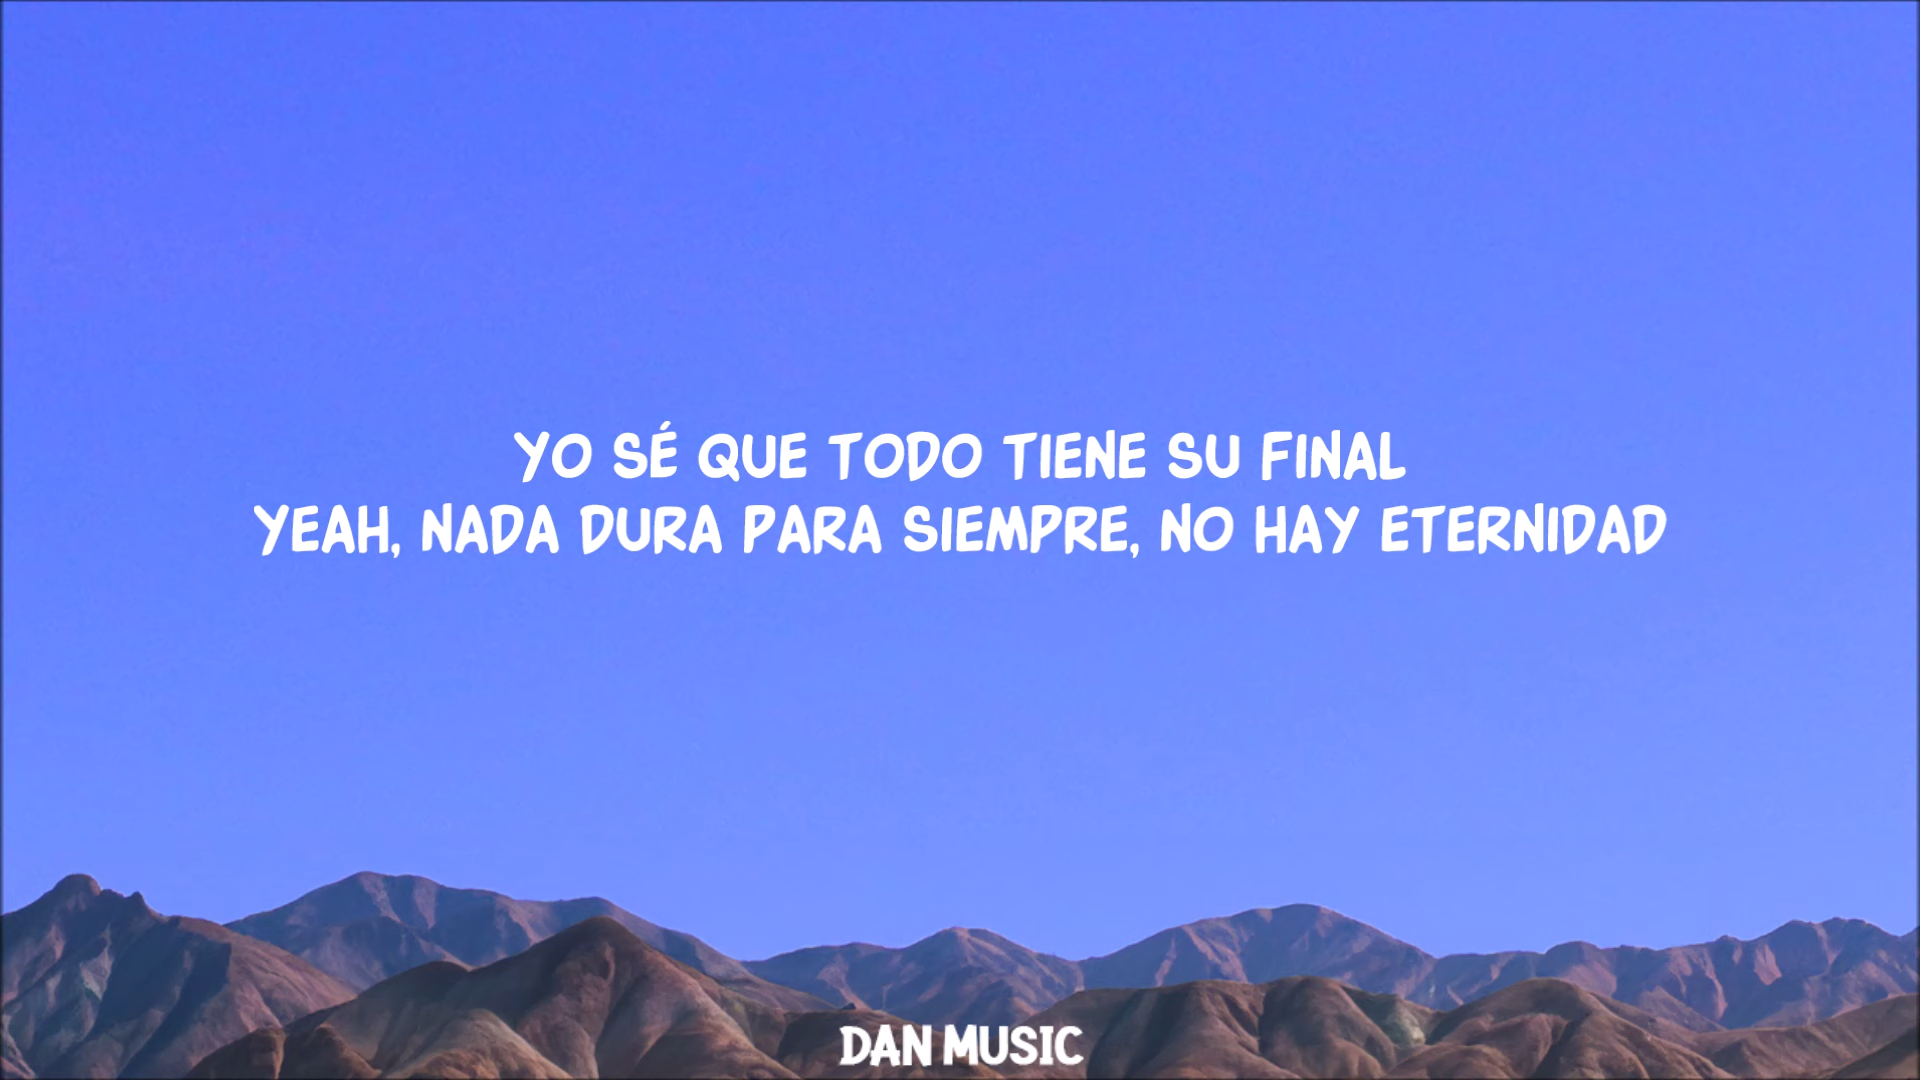 YO SÉ QUE TODO TIENE SU FINAL
YEAH, NADA DURA PARA SIEMPRE, NO HAY ETERNIDAD
DAN MUSIC